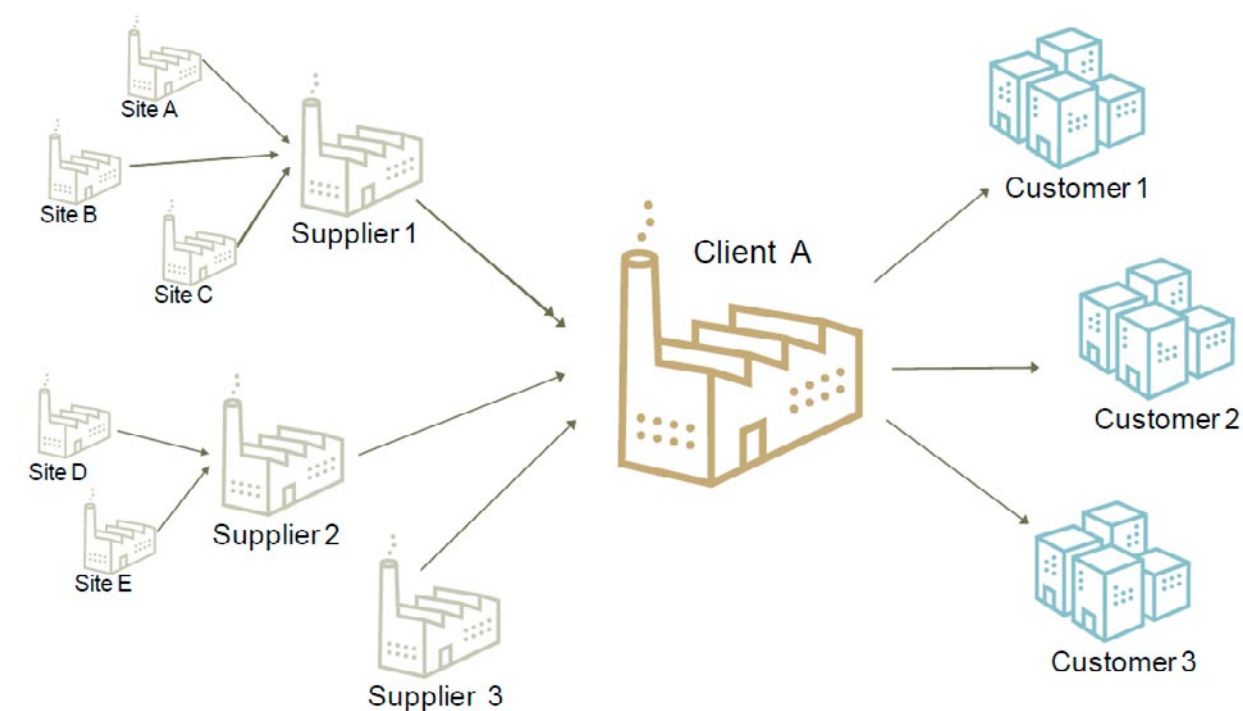 Site A
Site B
Site C
Supplier 1
Site D
Site E
Supplier 2
Supplier 3
Client A
Customer 1
Customer 2
Customer 3